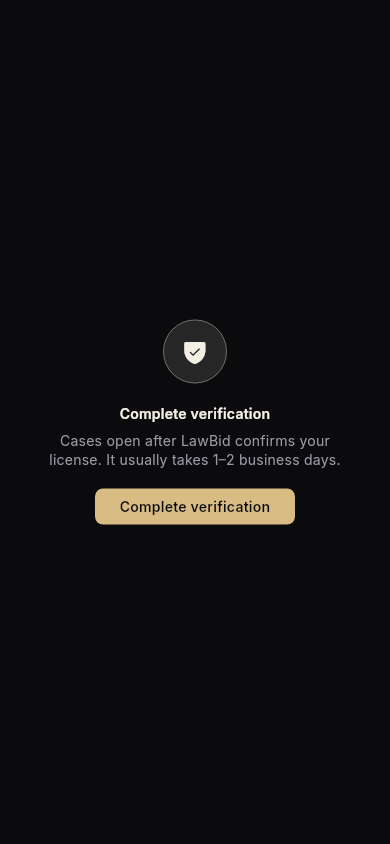 Complete verification
Cases open after LawBid confirms your
license. It usually takes 1–2 business days.
Complete verification